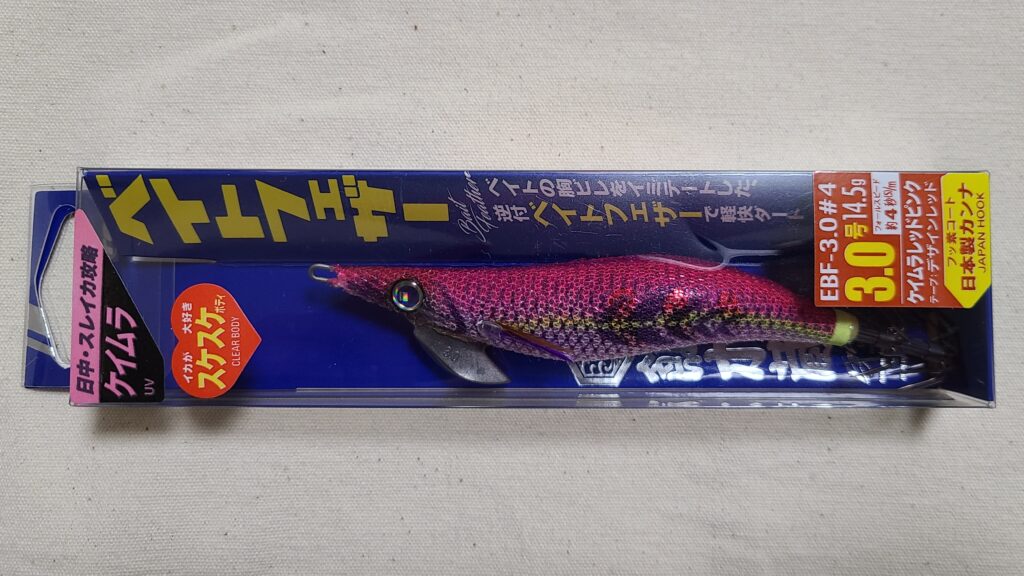 ベイトフェザー
Bait Feather
ベイトの胸ビレをイミテートした、
逆付ベイトフェザーで軽快ダート
日中・スレイカ攻略
ケイムラ
UV
イカが
大好き
スケスケボディ
CLEAR BODY
EBF-3.0#4
3.0号14.5g
フォールスピード
約4秒50/m
ケイムラレッドピンク
テープ:デザインレッド
フッ素コート
日本製カンナ
JAPAN HOOK